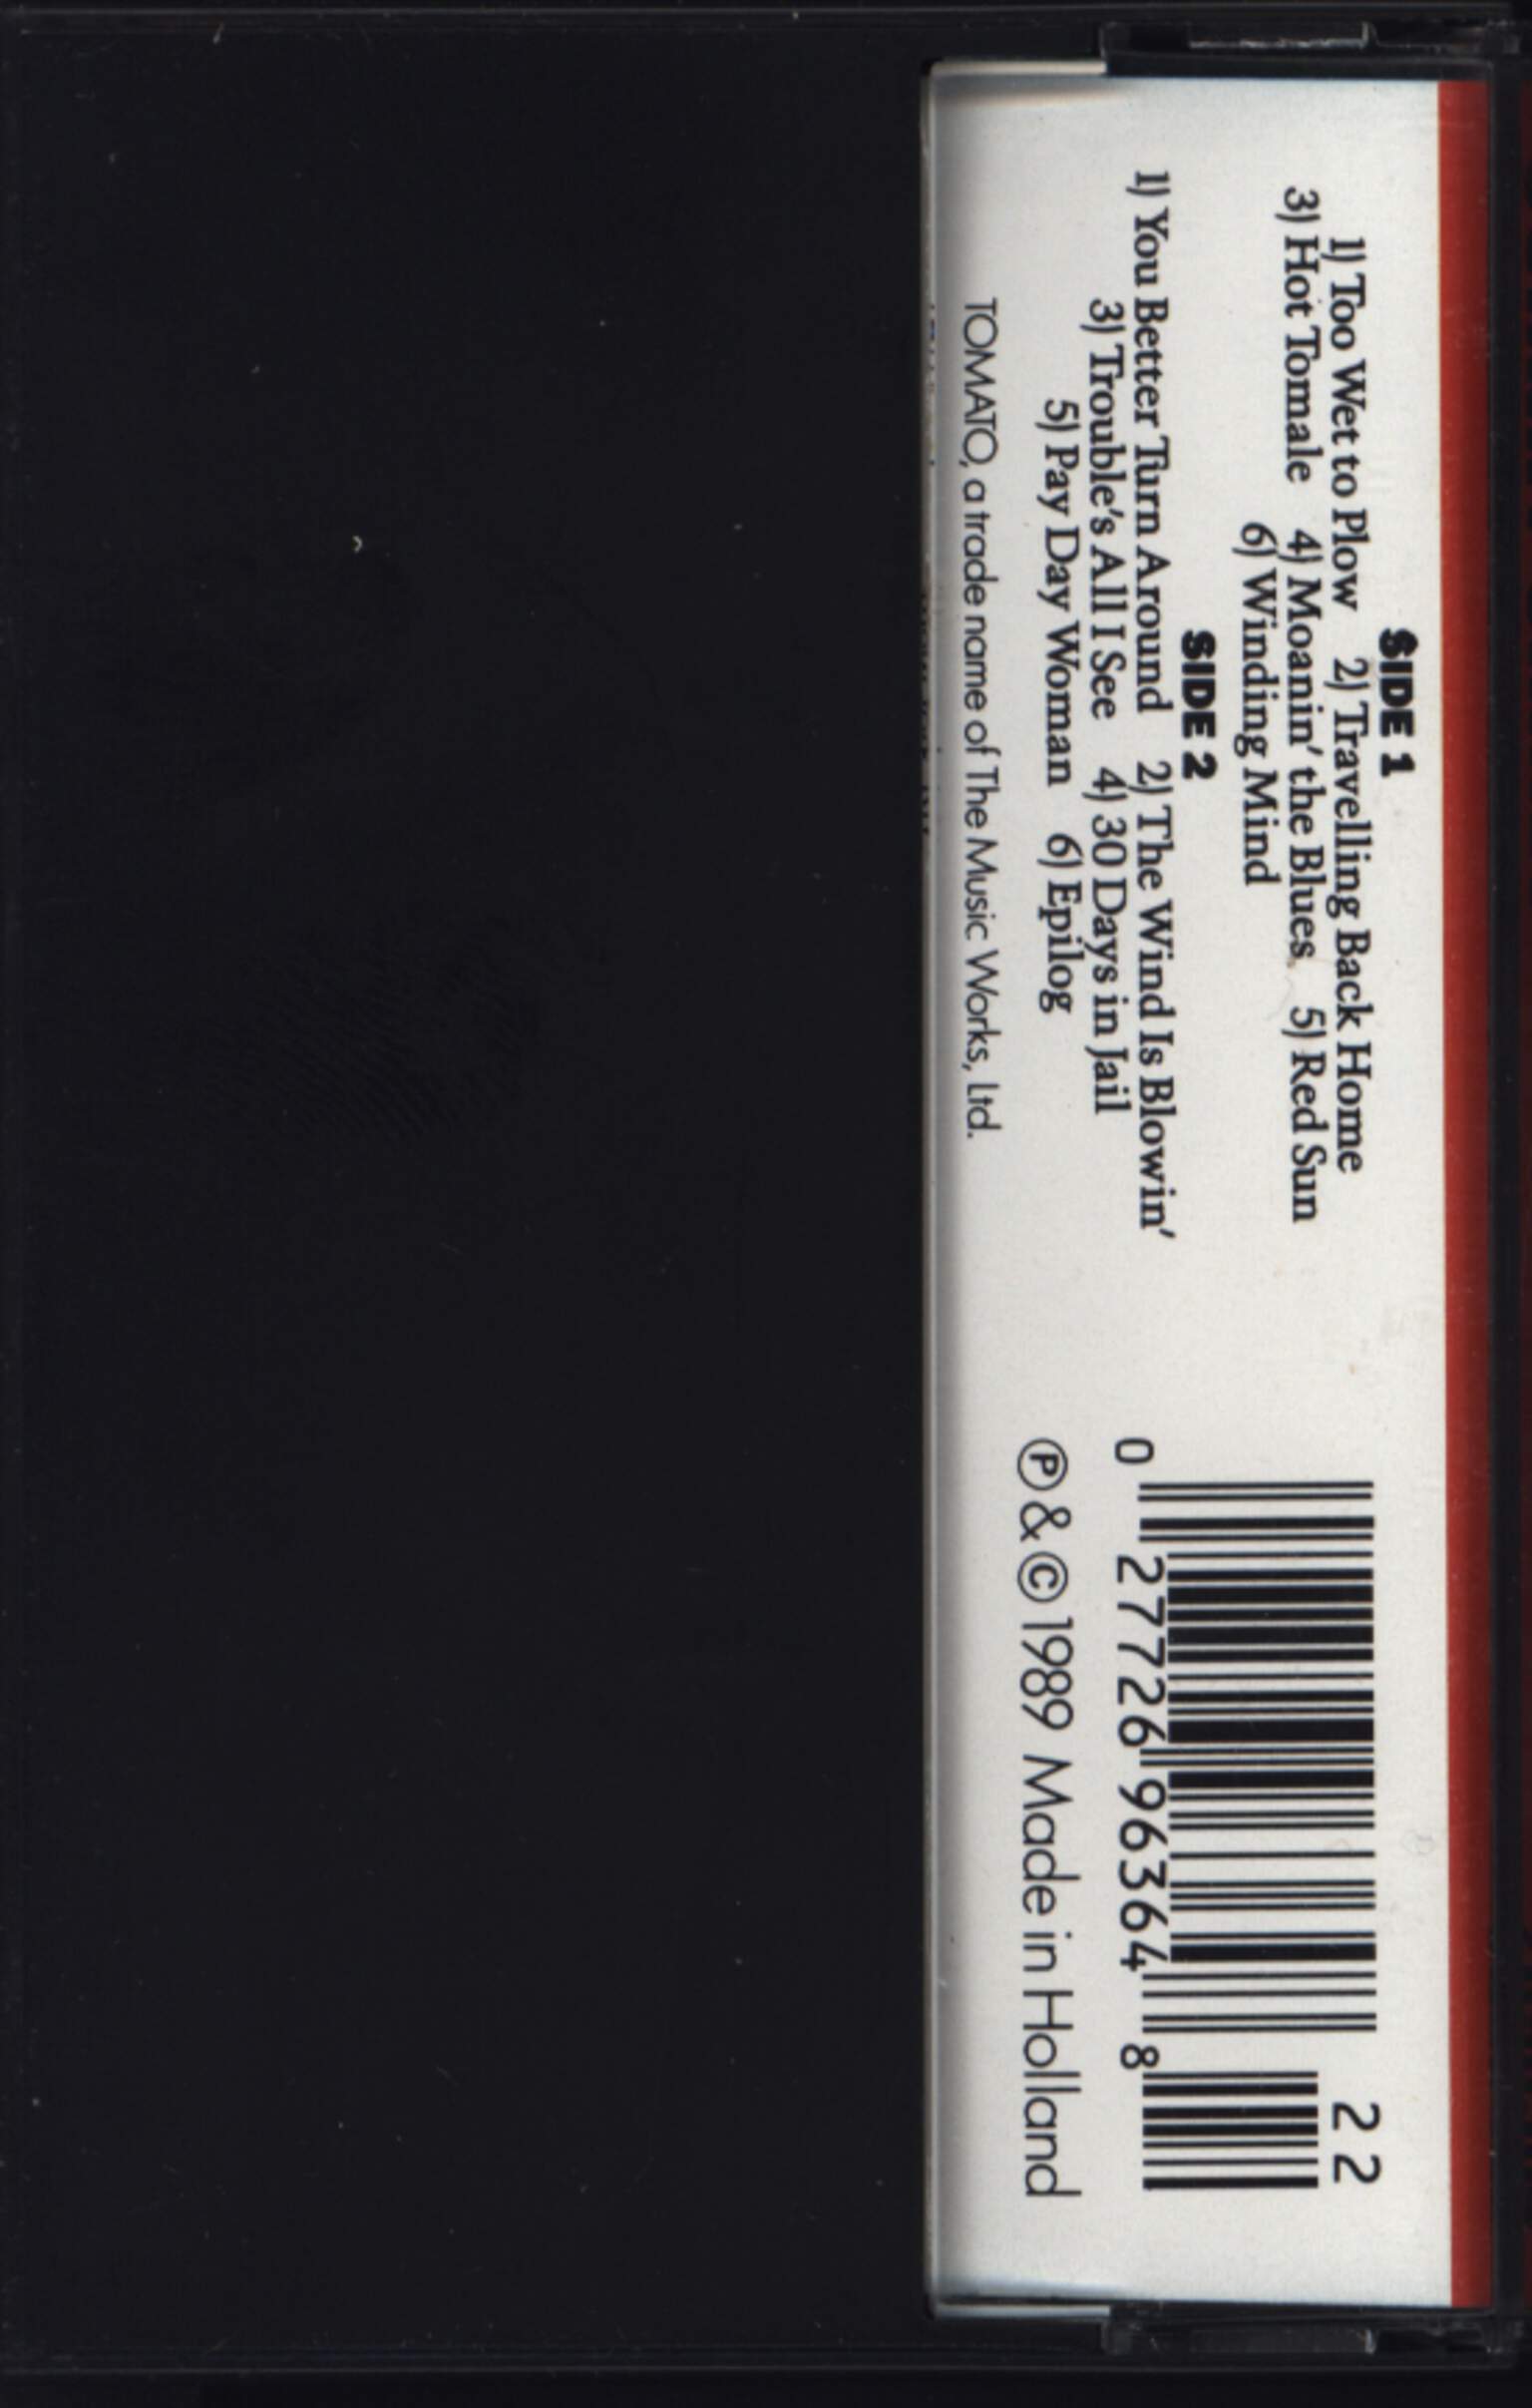 SIDE 1
1) Too Wet to Plow 2) Travelling Back Home
3) Hot Tomale 4) Moanin' the Blues 5) Red Sun
6) Winding Mind
SIDE 2
1) You Better Turn Around 2) The Wind Is Blowin'
3) Trouble's All I See 4) 30 Days in Jail
5) Pay Day Woman 6) Epilog
TOMATO, a trade name of The Music Works, Ltd.
22
0 27726 96364 8
℗ & © 1989 Made in Holland